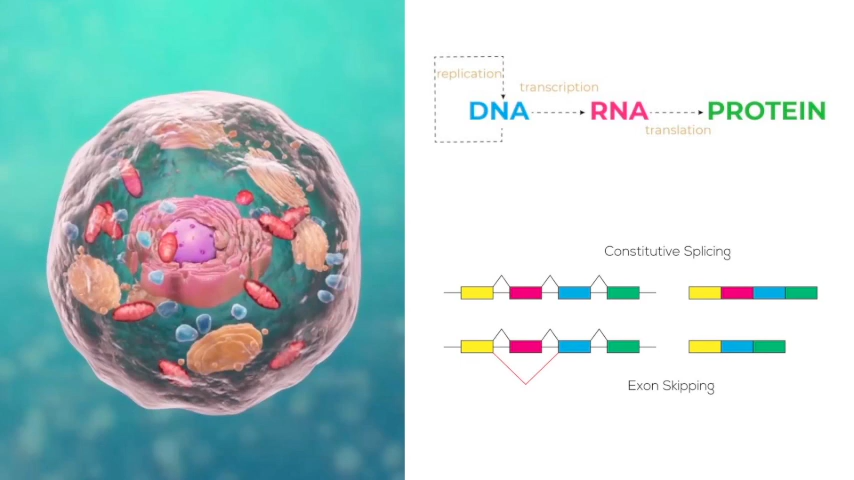 replication
transcription
DNA
RNA
PROTEIN
translation
Constitutive Splicing
Exon Skipping